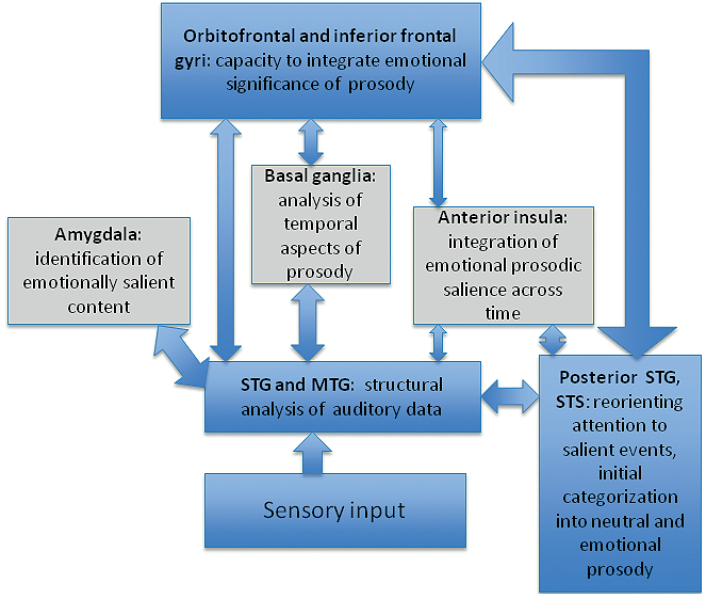 Orbitofrontal and inferior frontal
gyri: capacity to integrate emotional
significance of prosody
Basal ganglia:
analysis of
temporal
aspects of
prosody
Anterior insula:
integration of
emotional prosodic
salience across
time
Amygdala:
identification of
emotionally salient
content
STG and MTG: structural
analysis of auditory data
Posterior STG,
STS: reorienting
attention to
salient events,
initial
categorization
into neutral and
emotional
prosody
Sensory input